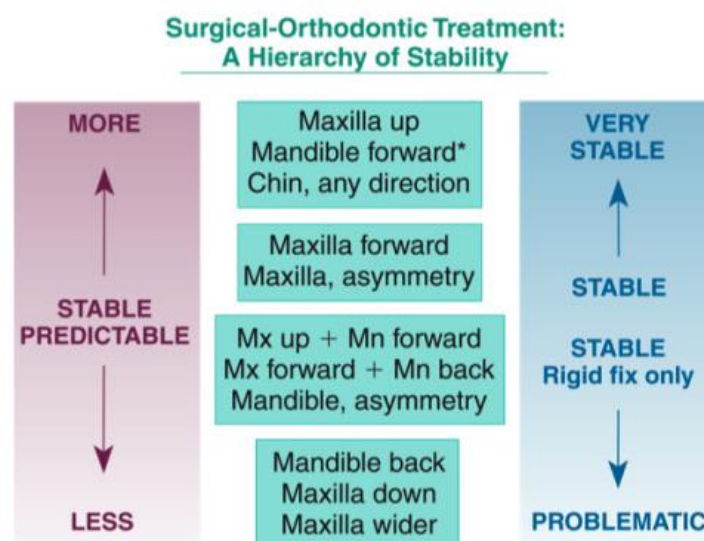 Surgical-Orthodontic Treatment:
A Hierarchy of Stability
MORE
STABLE
PREDICTABLE
LESS
Maxilla up
Mandible forward*
Chin, any direction
Maxilla forward
Maxilla, asymmetry
Mx up + Mn forward
Mx forward + Mn back
Mandible, asymmetry
Mandible back
Maxilla down
Maxilla wider
VERY
STABLE
STABLE
STABLE
Rigid fix only
PROBLEMATIC